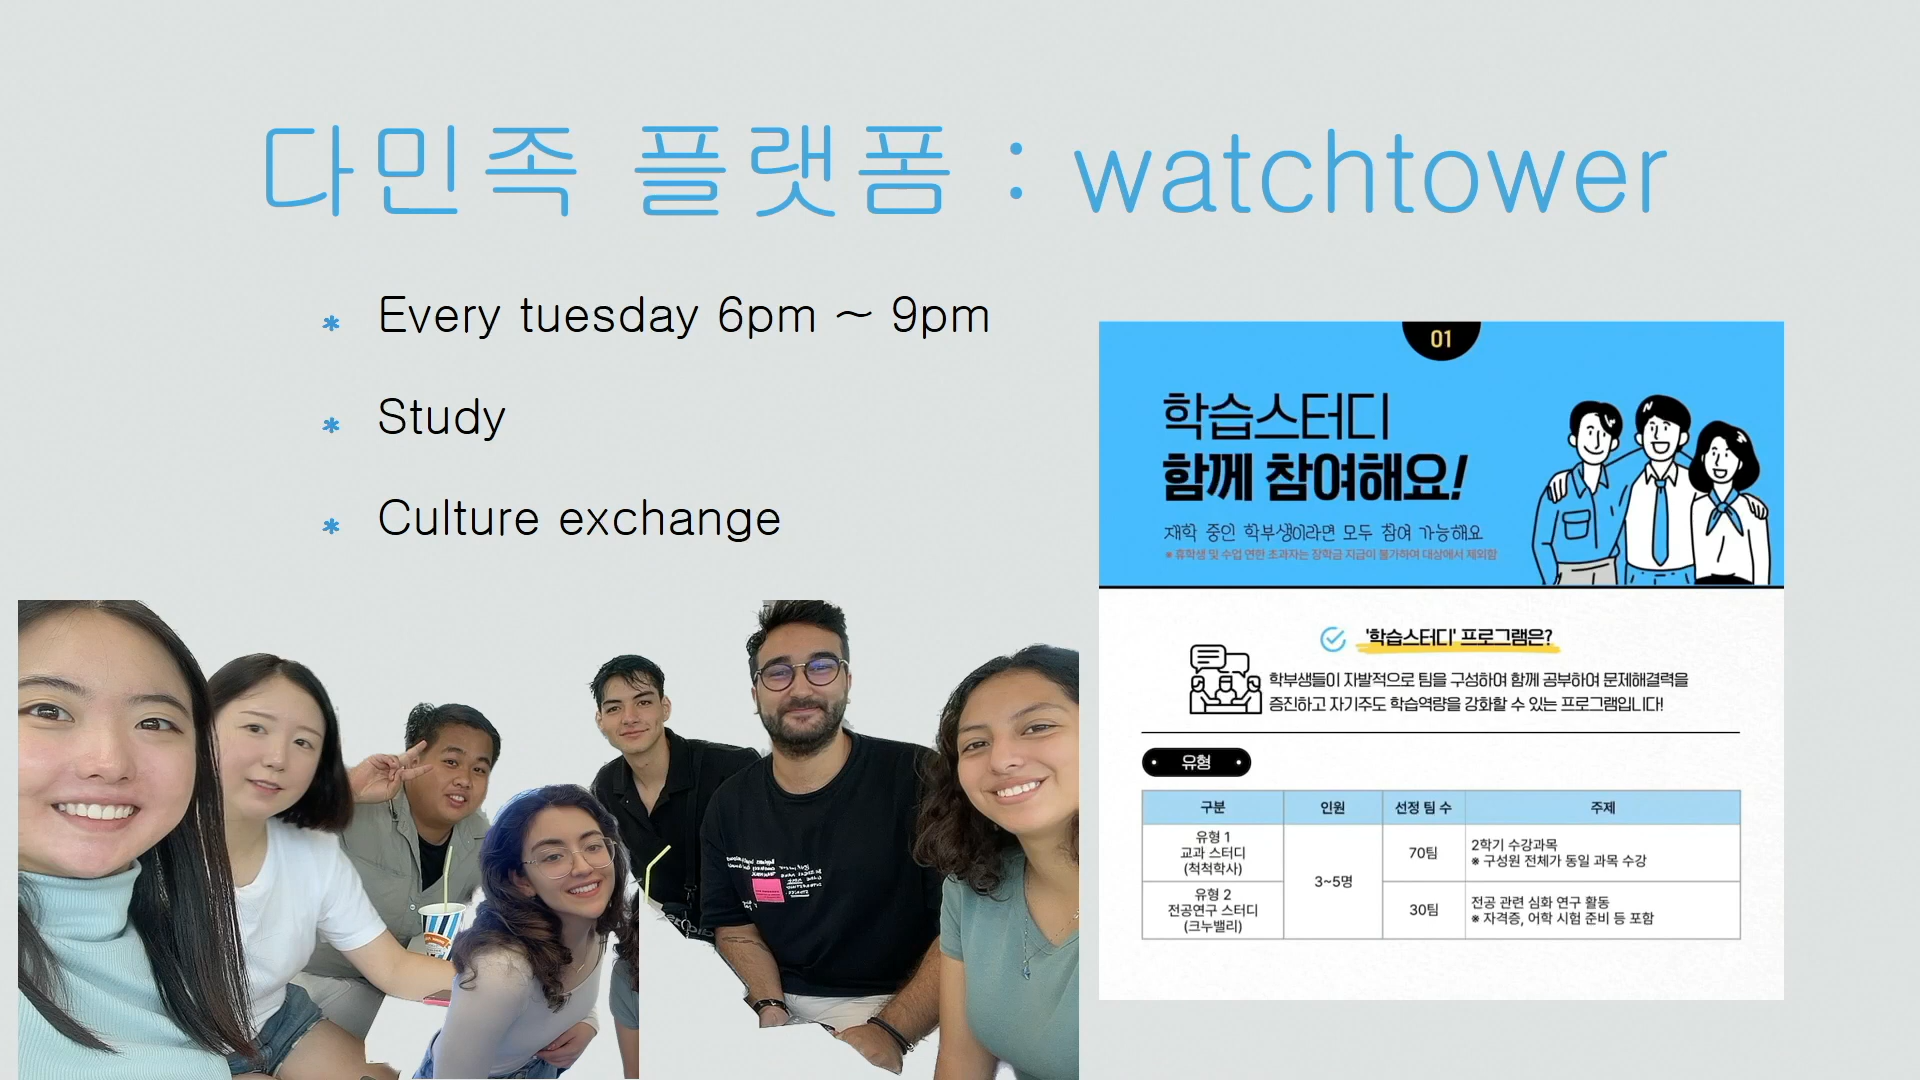 다민족 플랫폼 : watchtower
* Every tuesday 6pm ~ 9pm
* Study
* Culture exchange
01
학습스터디
함께 참여해요!
재학 중인 학부생이라면 모두 참여 가능해요
※ 휴학생 및 수업 연한 초과자는 장학금 지급이 불가하여 대상에서 제외함
'학습스터디' 프로그램은?
학부생들이 자발적으로 팀을 구성하여 함께 공부하여 문제해결력을
증진하고 자기주도 학습역량을 강화할 수 있는 프로그램입니다!
유형
구분 인원 선정 팀 수 주제
유형 1
교과 스터디
(척척학사)
3~5명
70팀
2학기 수강과목
※ 구성원 전체가 동일 과목 수강
유형 2
전공연구 스터디
(크누밸리)
30팀
전공 관련 심화 연구 활동
※ 자격증, 어학 시험 준비 등 포함